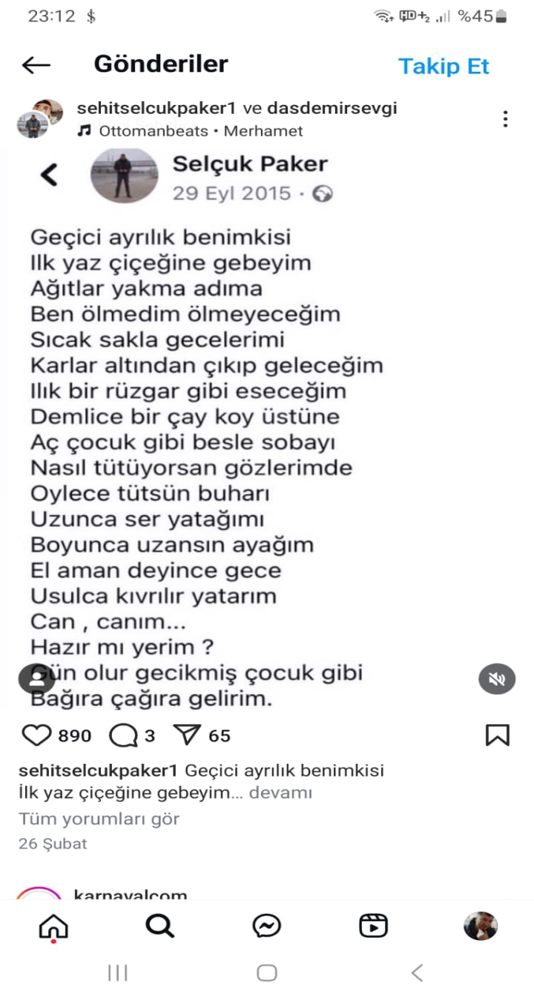 23:12 $
HD+2 %45
Gönderiler
Takip Et
sehitselcukpaker1 ve dasdemirsevgi
Ottomanbeats • Merhamet
Selçuk Paker
29 Eyl 2015 ·
Geçici ayrılık benimkisi
Ilk yaz çiçeğine gebeyim
Ağıtlar yakma adıma
Ben ölmedim ölmeyeceğim
Sıcak sakla gecelerimi
Karlar altından çıkıp geleceğim
Ilık bir rüzgar gibi eseceğim
Demlice bir çay koy üstüne
Aç çocuk gibi besle sobayı
Nasıl tütüyorsan gözlerimde
Oylece tütsün buharı
Uzunca ser yatağımı
Boyunca uzansın ayağım
El aman deyince gece
Usulca kıvrılır yatarım
Can , canım...
Hazır mı yerim ?
Gün olur gecikmiş çocuk gibi
Bağıra çağıra gelirim.
890 3 65
sehitselcukpaker1 Geçici ayrılık benimkisi
İlk yaz çiçeğine gebeyim... devamı
Tüm yorumları gör
26 Şubat
karnavalcom